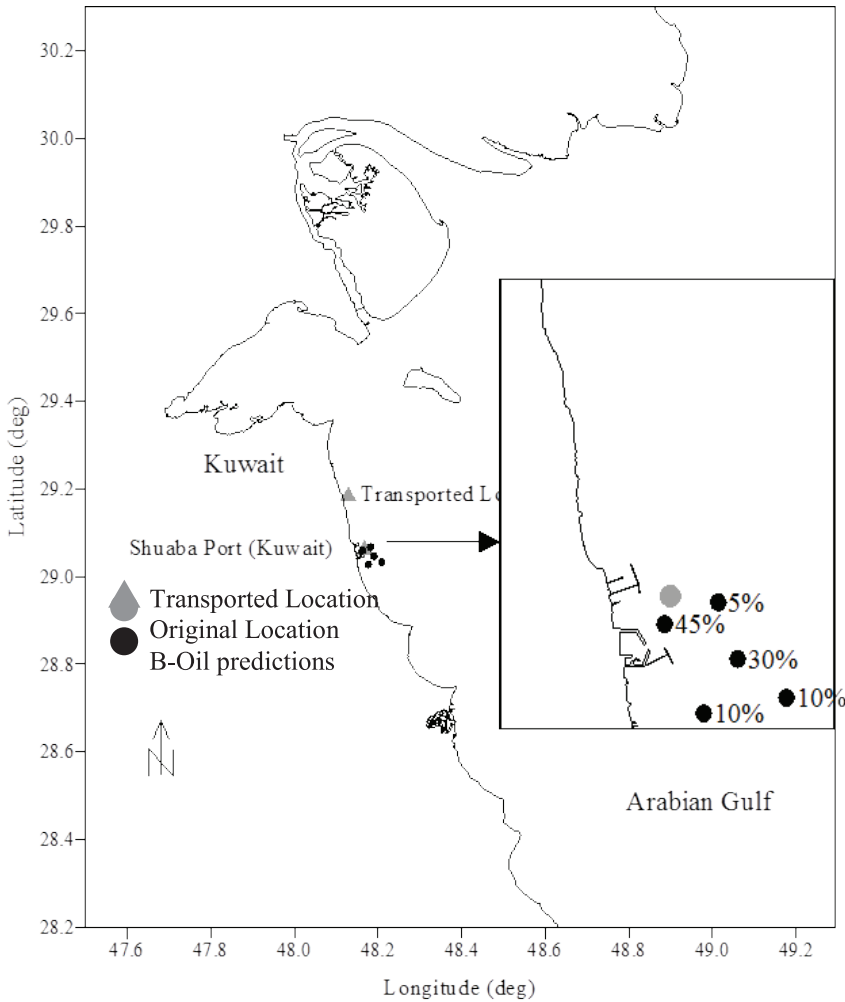 30.2
30.0
29.8
29.6
29.4
29.2
29.0
28.8
28.6
28.4
28.2
Latitude (deg)
Kuwait
Transported Lo
Shuaba Port (Kuwait)
Transported Location
Original Location
B-Oil predictions
N
5%
45%
30%
10%
10%
Arabian Gulf
47.6 47.8 48.0 48.2 48.4 48.6 48.8 49.0 49.2
Longitude (deg)